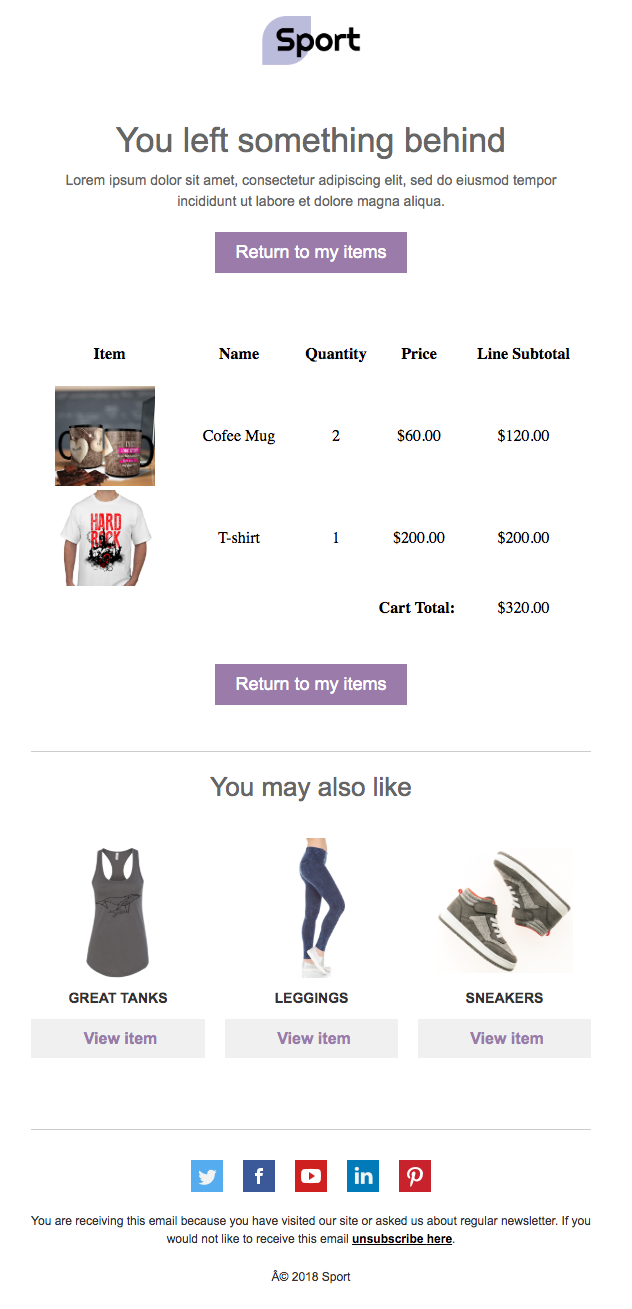 Sport
You left something behind
Lorem ipsum dolor sit amet, consectetur adipiscing elit, sed do eiusmod tempor
incididunt ut labore et dolore magna aliqua.
Return to my items
Item Name Quantity Price Line Subtotal
Cofee Mug 2 $60.00 $120.00
HARD
ROCK
T-shirt 1 $200.00 $200.00
Cart Total: $320.00
Return to my items
You may also like
GREAT TANKS LEGGINGS SNEAKERS
View item View item View item
You are receiving this email because you have visited our site or asked us about regular newsletter. If you
would not like to receive this email unsubscribe here.
Â© 2018 Sport